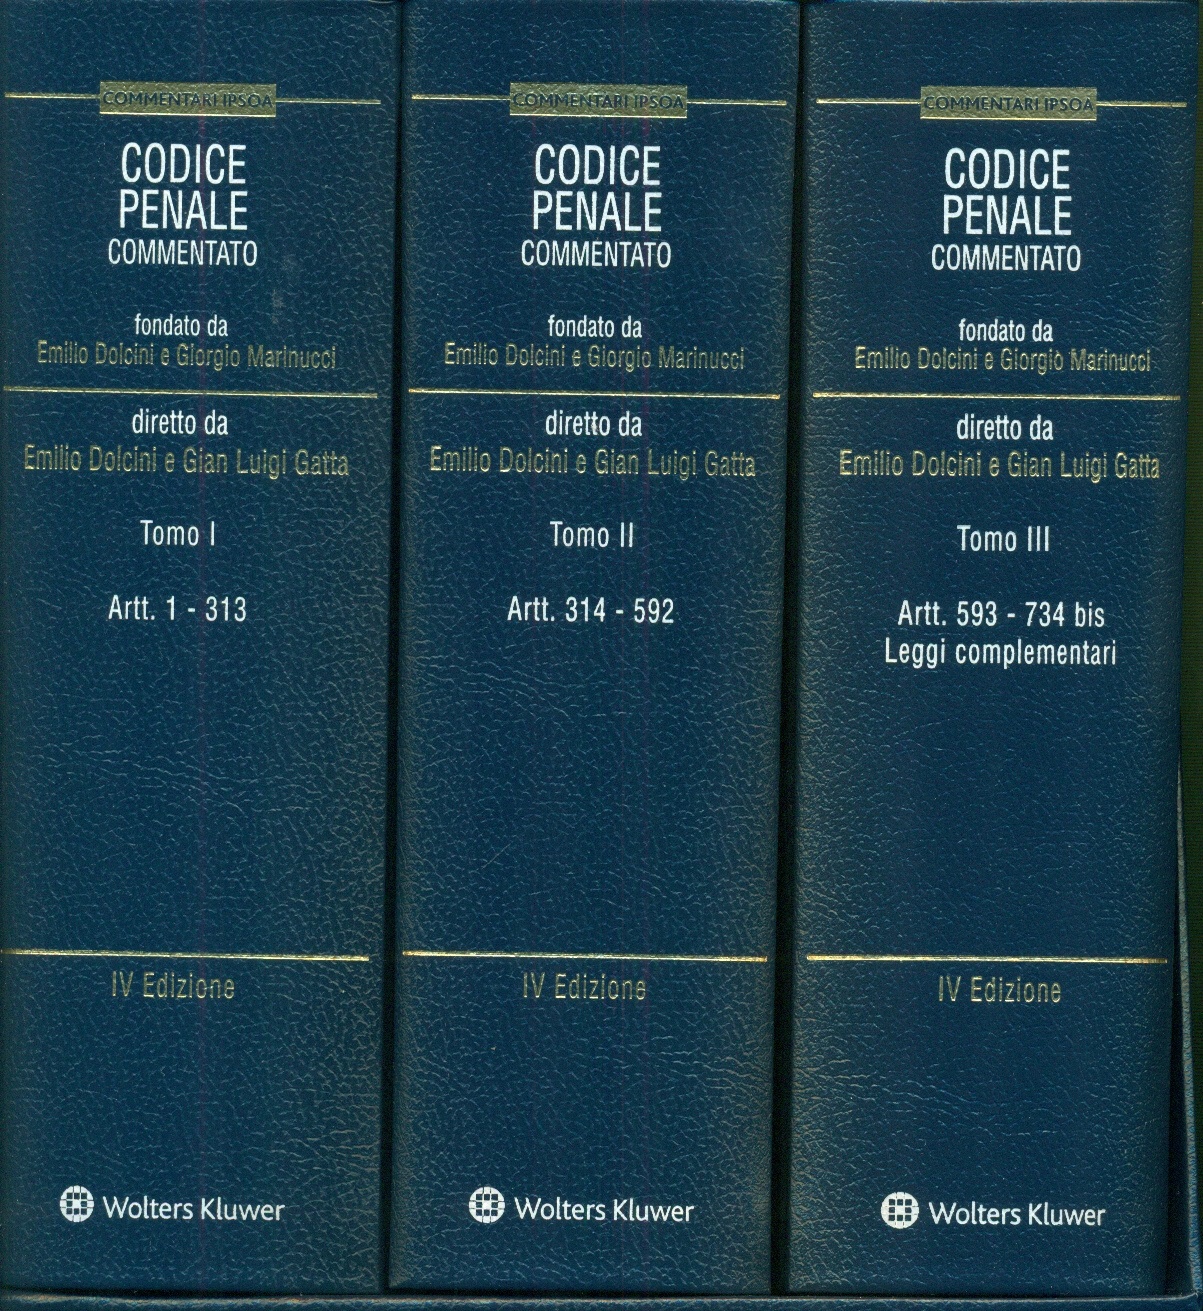 COMMENTARI IPSOA
CODICE
PENALE
COMMENTATO
fondato da
Emilio Dolcini e Giorgio Marinucci
diretto da
Emilio Dolcini e Gian Luigi Gatta
Tomo I
Artt. 1 - 313
IV Edizione
Wolters Kluwer
COMMENTARI IPSOA
CODICE
PENALE
COMMENTATO
fondato da
Emilio Dolcini e Giorgio Marinucci
diretto da
Emilio Dolcini e Gian Luigi Gatta
Tomo II
Artt. 314 - 592
IV Edizione
Wolters Kluwer
COMMENTARI IPSOA
CODICE
PENALE
COMMENTATO
fondato da
Emilio Dolcini e Giorgio Marinucci
diretto da
Emilio Dolcini e Gian Luigi Gatta
Tomo III
Artt. 593 - 734 bis
Leggi complementari
IV Edizione
Wolters Kluwer